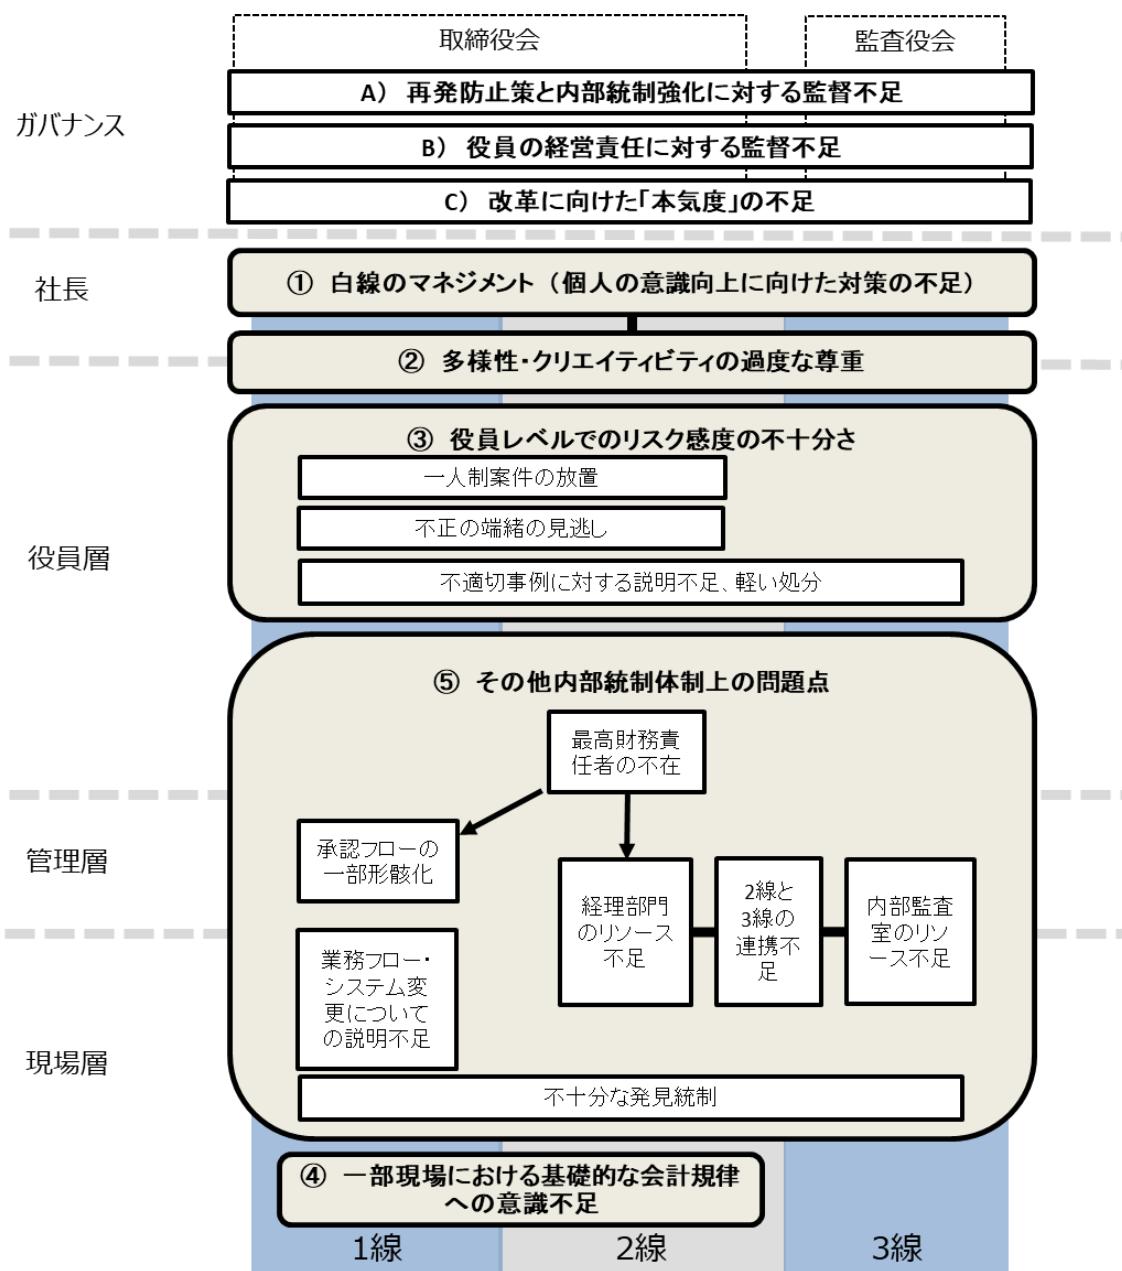 取締役会
監査役会
ガバナンス
A） 再発防止策と内部統制強化に対する監督不足
B） 役員の経営責任に対する監督不足
C） 改革に向けた「本気度」の不足
社長
① 白線のマネジメント（個人の意識向上に向けた対策の不足）
② 多様性・クリエイティビティの過度な尊重
役員層
③ 役員レベルでのリスク感度の不十分さ
一人制案件の放置
不正の端緒の見逃し
不適切事例に対する説明不足、軽い処分
⑤ その他内部統制体制上の問題点
最高財務責
任者の不在
管理層
承認フローの
一部形骸化
経理部門
のリソース
不足
2線と
3線の
連携不
足
内部監査
室のリソ
ース不足
現場層
業務フロー・
システム変
更について
の説明不足
不十分な発見統制
④ 一部現場における基礎的な会計規律
への意識不足
1線
2線
3線